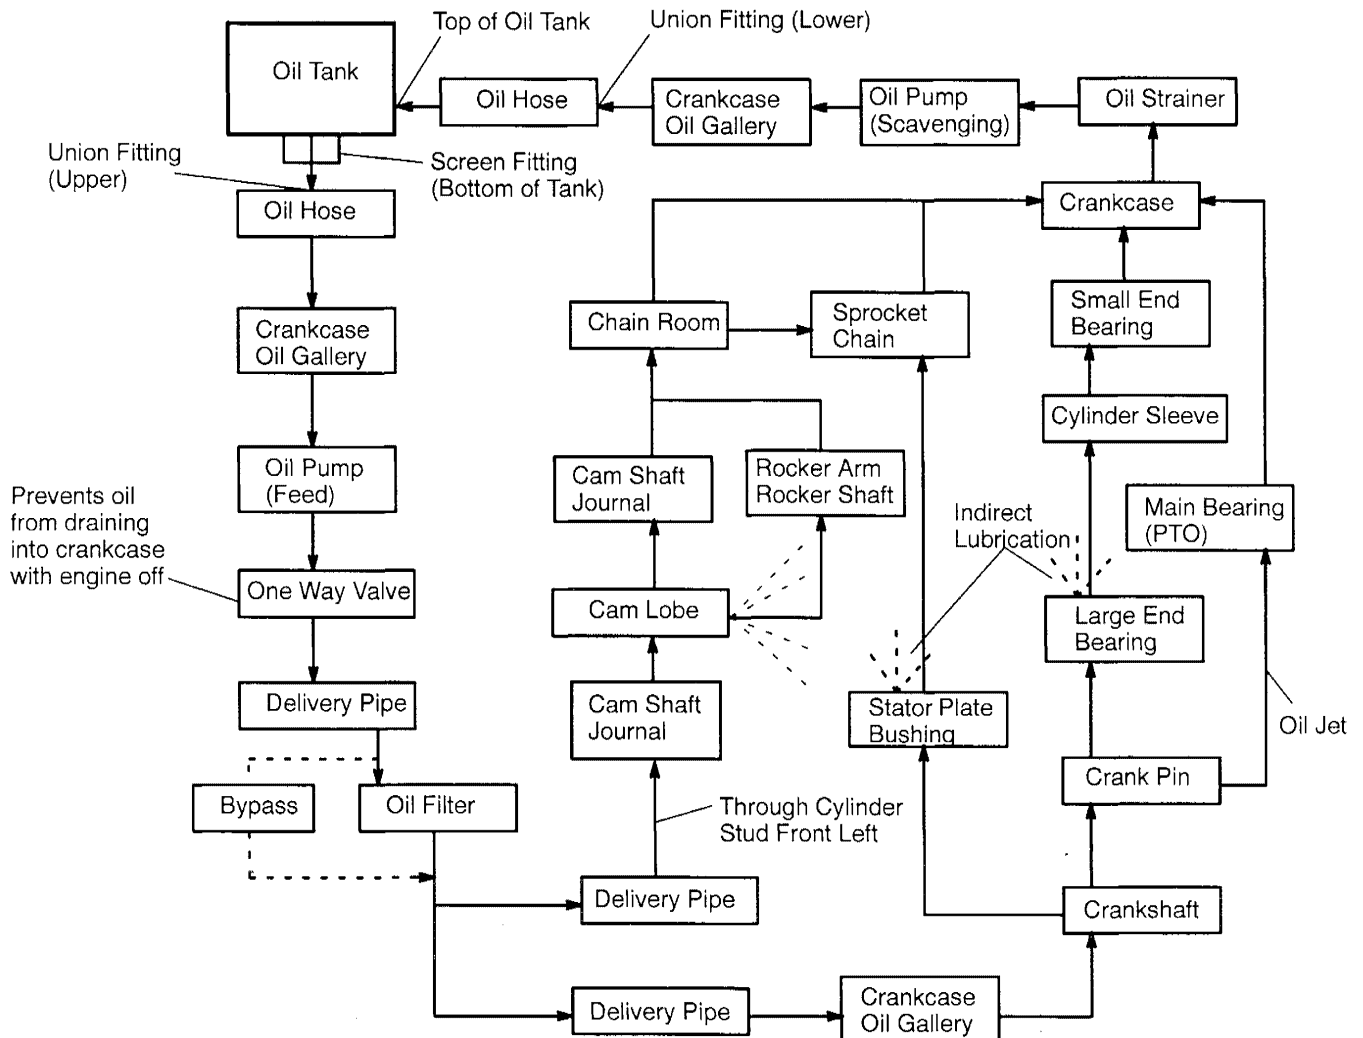 Top of Oil Tank
Union Fitting (Lower)
Oil Tank
Oil Hose
Crankcase
Oil Gallery
Oil Pump
(Scavenging)
Oil Strainer
Union Fitting
(Upper)
Screen Fitting
(Bottom of Tank)
Oil Hose
Crankcase
Crankcase
Oil Gallery
Chain Room
Sprocket
Chain
Small End
Bearing
Cylinder Sleeve
Oil Pump
(Feed)
Cam Shaft
Journal
Rocker Arm
Rocker Shaft
Main Bearing
(PTO)
Prevents oil
from draining
into crankcase
with engine off
Indirect
Lubrication
One Way Valve
Cam Lobe
Large End
Bearing
Delivery Pipe
Cam Shaft
Journal
Stator Plate
Bushing
Oil Jet
Bypass
Oil Filter
Through Cylinder
Stud Front Left
Crank Pin
Delivery Pipe
Crankshaft
Delivery Pipe
Crankcase
Oil Gallery